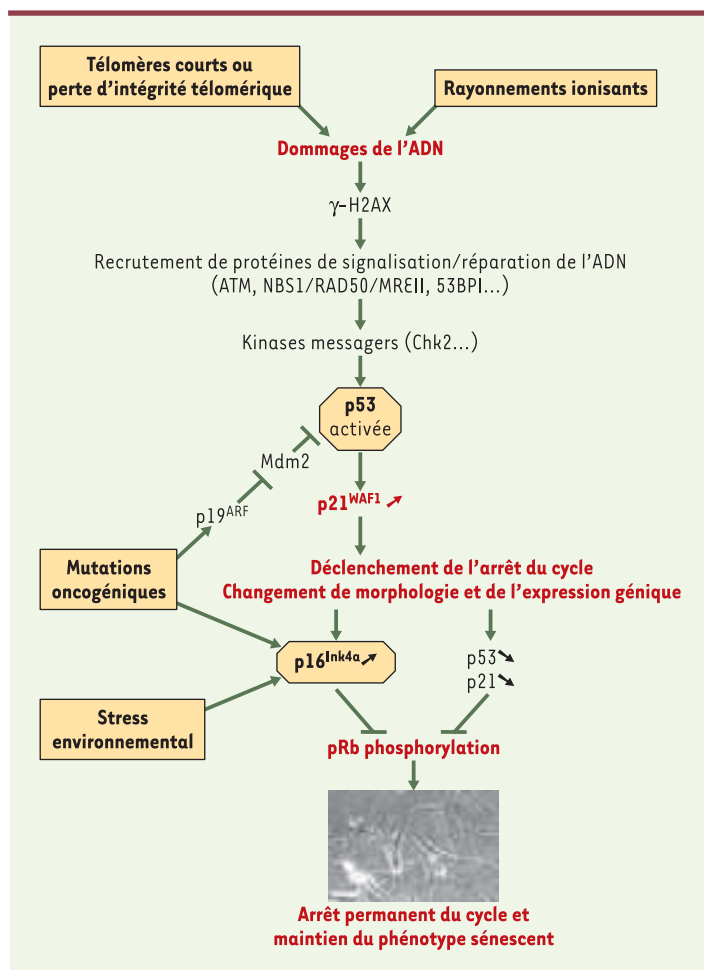 Télomères courts ou
perte d'intégrité télomérique
Rayonnements ionisants
Dommages de l'ADN
γ-H2AX
Recrutement de protéines de signalisation/réparation de l'ADN
(ATM, NBS1/RAD50/MREII, 53BPI...)
Kinases messagers (Chk2...)
p53
activée
Mdm2
p19ARF
p21WAF1
Mutations
oncogéniques
Déclenchement de l'arrêt du cycle
Changement de morphologie et de l'expression génique
p16Ink4a
p53
p21
Stress
environnemental
pRb phosphorylation
Arrêt permanent du cycle et
maintien du phénotype sénescent